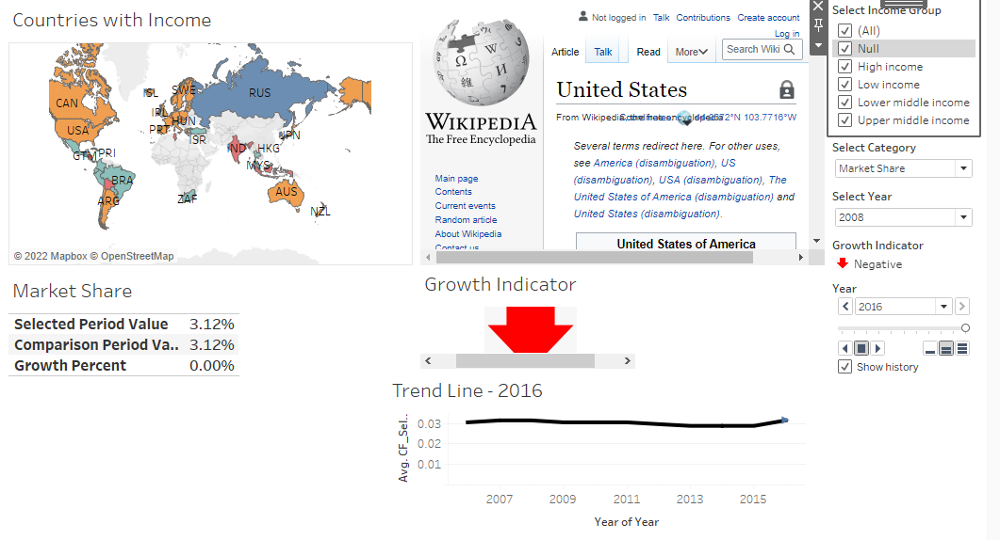 Countries with Income
CAN
USA
GTM
PRI
BRA
ARG
ISL
SWE
IRL
HUN
PRT
ISR
RUS
JPN
IND
HKG
MYS
ZAF
AUS
NZL
© 2022 Mapbox © OpenStreetMap
Not logged in Talk Contributions Create account
Log in
Article Talk Read More Search Wiki
WIKIPEDIA
The Free Encyclopedia
Main page
Contents
Current events
Random article
About Wikipedia
Contact us
United States
From Wikipedia, 103.7716°W
Several terms redirect here. For other uses,
see America (disambiguation), US
(disambiguation), USA (disambiguation), The
United States of America (disambiguation) and
United States (disambiguation).
United States of America
Select Income Group
(All)
Null
High income
Low income
Lower middle income
Upper middle income
Select Category
Market Share
Select Year
2008
Growth Indicator
Negative
Year
2016
Show history
Market Share
Selected Period Value 3.12%
Comparison Period Va.. 3.12%
Growth Percent 0.00%
Growth Indicator
Trend Line - 2016
Avg. CF_Sel..
0.03
0.02
0.01
2007 2009 2011 2013 2015
Year of Year